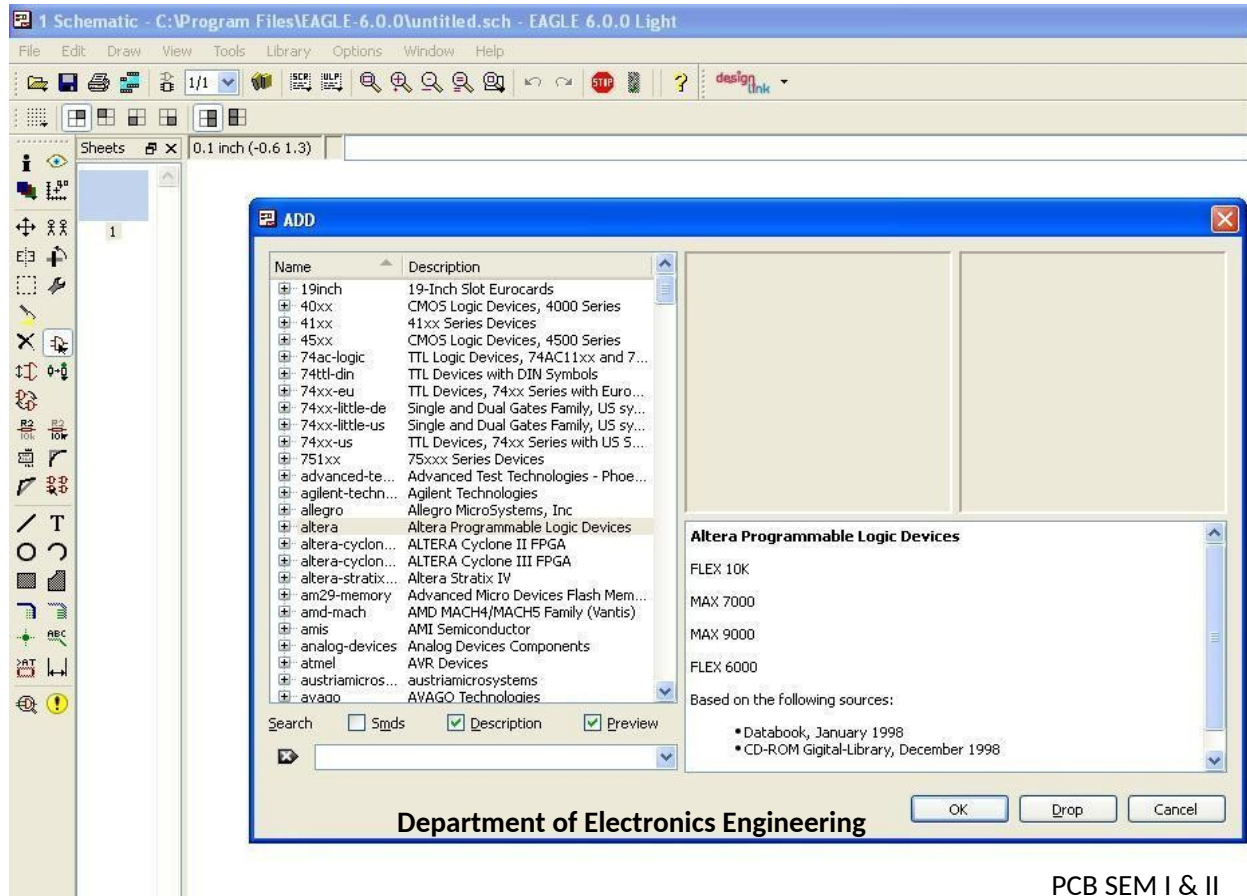 1 Schematic - C:\Program Files\EAGLE-6.0.0\untitled.sch - EAGLE 6.0.0 Light
File Edit Draw View Tools Library Options Window Help
1/1 SCR ULP STOP ? design link
Sheets 0.1 inch (-0.6 1.3)
1
ADD
Name Description
19inch 19-Inch Slot Eurocards
40xx CMOS Logic Devices, 4000 Series
41xx 41xx Series Devices
45xx CMOS Logic Devices, 4500 Series
74ac-logic TTL Logic Devices, 74AC11xx and 7...
74ttl-din TTL Devices with DIN Symbols
74xx-eu TTL Devices, 74xx Series with Euro...
74xx-little-de Single and Dual Gates Family, US sy...
74xx-little-us Single and Dual Gates Family, US sy...
74xx-us TTL Devices, 74xx Series with US S...
751xx 75xxx Series Devices
advanced-te... Advanced Test Technologies - Phoe...
agilent-techn... Agilent Technologies
allegro Allegro MicroSystems, Inc
altera Altera Programmable Logic Devices
altera-cyclon... ALTERA Cyclone II FPGA
altera-cyclon... ALTERA Cyclone III FPGA
altera-stratix... Altera Stratix IV
am29-memory Advanced Micro Devices Flash Mem...
amd-mach AMD MACH4/MACH5 Family (Vantis)
amis AMI Semiconductor
analog-devices Analog Devices Components
atmel AVR Devices
austriamicros... austriamicrosystems
avago AVAGO Technologies
Search Smds Description Preview
Altera Programmable Logic Devices
FLEX 10K
MAX 7000
MAX 9000
FLEX 6000
Based on the following sources:
•Databook, January 1998
•CD-ROM Gigital-Library, December 1998
OK Drop Cancel
R2 R2
10k 10k
T
ABC
Department of Electronics Engineering
PCB SEM I & II